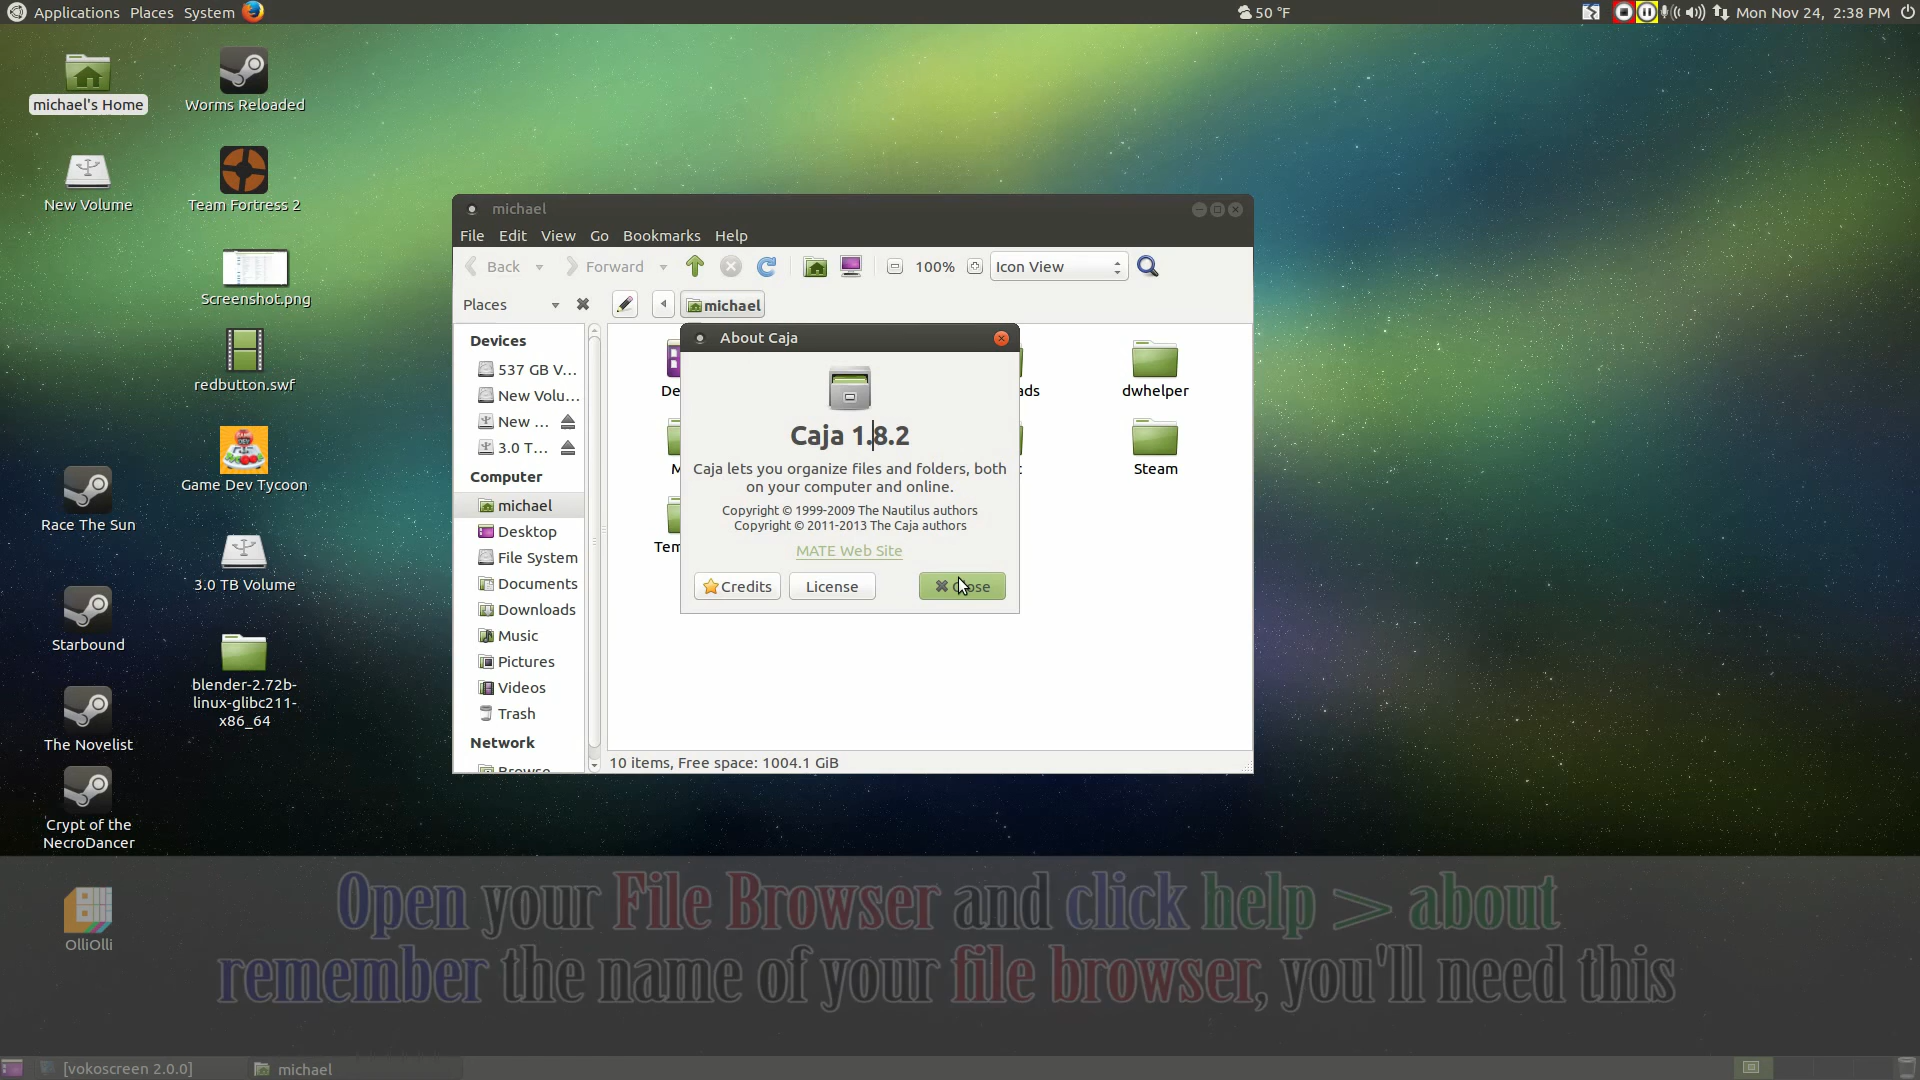 Applications Places System
50 °F
Mon Nov 24, 2:38 PM
michael's Home
Worms Reloaded
New Volume
Team Fortress 2
Screenshot.png
redbutton.swf
Game Dev Tycoon
Race The Sun
3.0 TB Volume
Starbound
blender-2.72b-
linux-glibc211-
x86_64
The Novelist
Crypt of the
NecroDancer
OlliOlli
michael
File Edit View Go Bookmarks Help
Back Forward 100% Icon View
Places michael
Devices
537 GB V...
New Volu...
New ...
3.0 T...
Computer
michael
Desktop
File System
Documents
Downloads
Music
Pictures
Videos
Trash
Network
Browse
dwhelper
Steam
10 items, Free space: 1004.1 GiB
About Caja
Caja 1.8.2
Caja lets you organize files and folders, both
on your computer and online.
Copyright © 1999-2009 The Nautilus authors
Copyright © 2011-2013 The Caja authors
MATE Web Site
Credits License Close
Open your File Browser and click help > about
remember the name of your file browser, you'll need this
[vokoscreen 2.0.0] michael